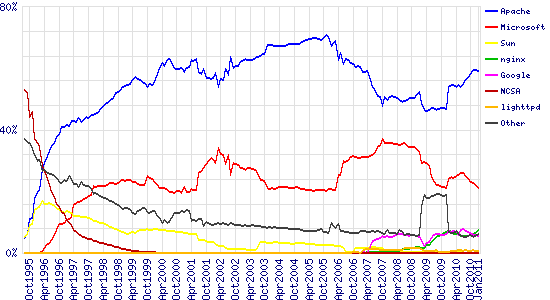 80%
40%
0%
Apache
Microsoft
Sun
nginx
Google
NCSA
lighttpd
Other
Oct1995
Apr1996
Oct1996
Apr1997
Oct1997
Apr1998
Oct1998
Apr1999
Oct1999
Apr2000
Oct2000
Apr2001
Oct2001
Apr2002
Oct2002
Apr2003
Oct2003
Apr2004
Oct2004
Apr2005
Oct2005
Apr2006
Oct2006
Apr2007
Oct2007
Apr2008
Oct2008
Apr2009
Oct2009
Apr2010
Oct2010
Jan2011